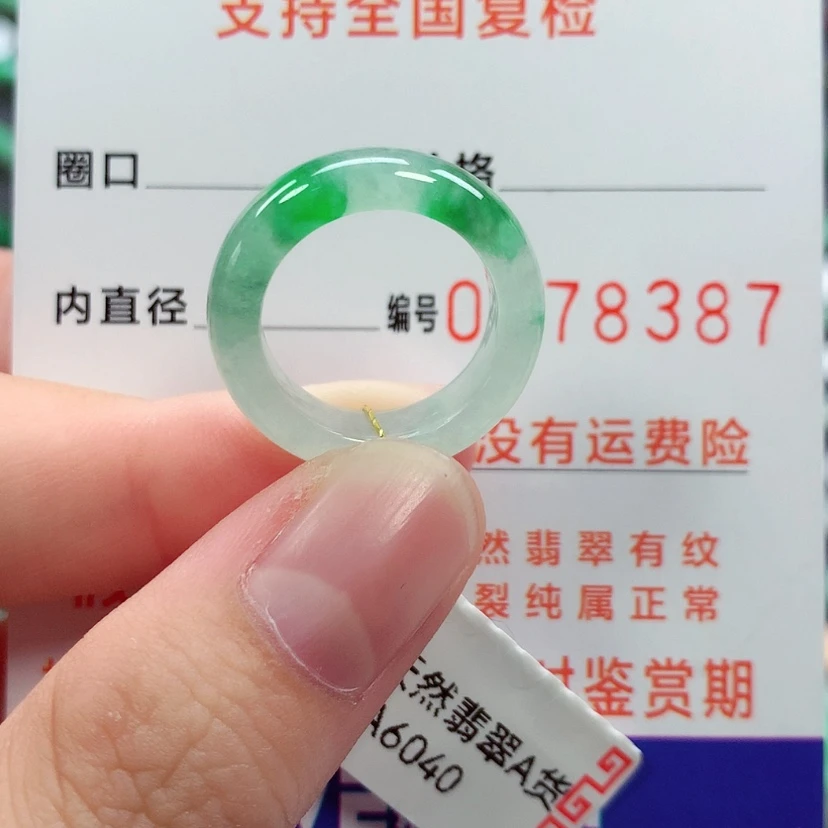 支持全国复检
圈口
格
内直径
编号0 78387
没有运费险
然翡翠有纹
裂纯属正常
鉴赏期
天然翡翠A货
A6040